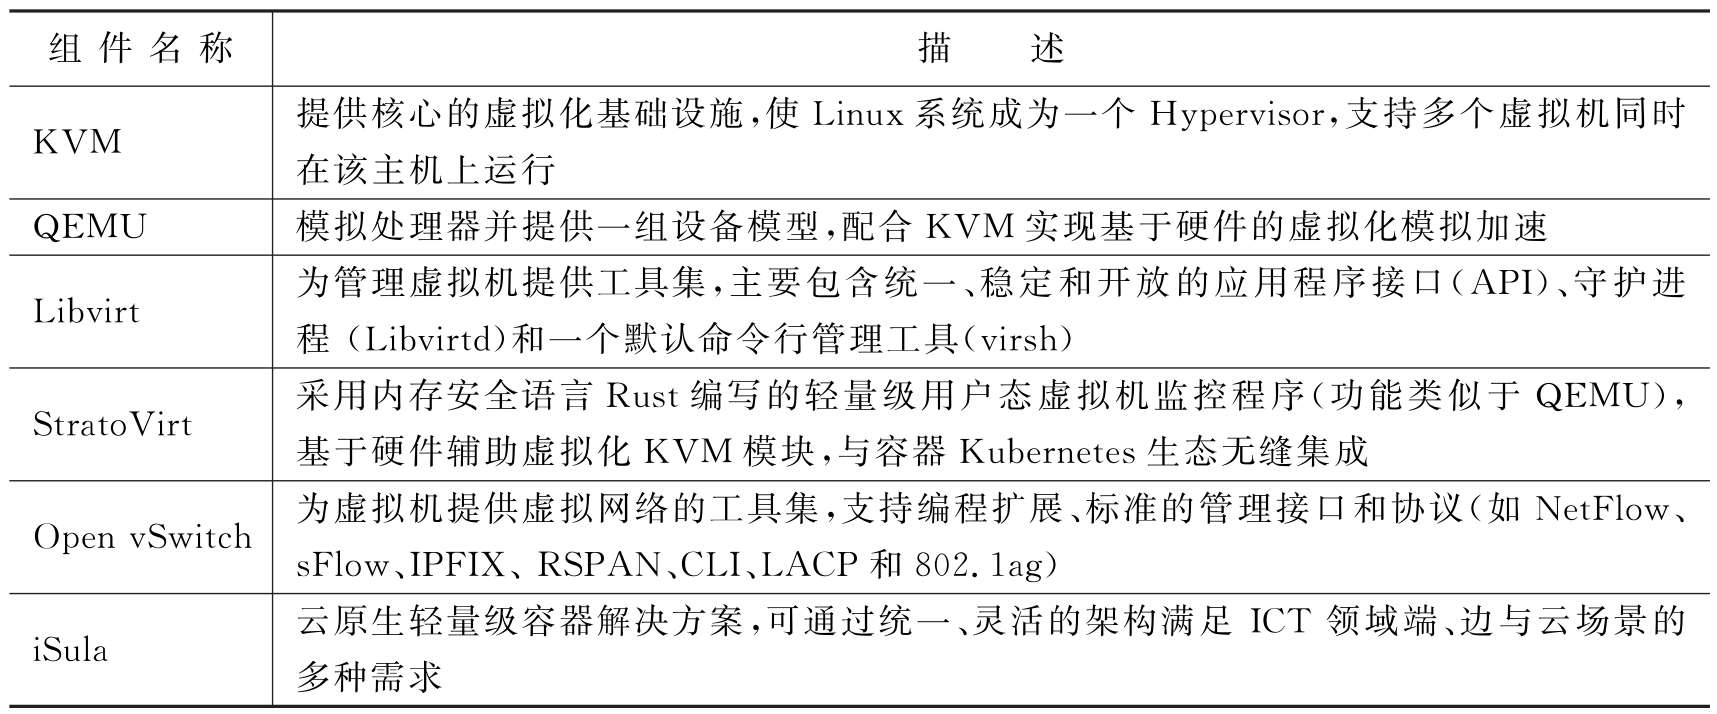 组件名称 描述
KVM
提供核心的虚拟化基础设施,使 Linux 系统成为一个 Hypervisor,支持多个虚拟机同时
在该主机上运行
QEMU 模拟处理器并提供一组设备模型,配合 KVM 实现基于硬件的虚拟化模拟加速
Libvirt
为管理虚拟机提供工具集,主要包含统一、稳定和开放的应用程序接口(API)、守护进
程 (Libvirtd)和一个默认命令行管理工具(virsh)
StratoVirt
采用内存安全语言 Rust 编写的轻量级用户态虚拟机监控程序(功能类似于 QEMU),
基于硬件辅助虚拟化 KVM 模块,与容器 Kubernetes 生态无缝集成
Open vSwitch
为虚拟机提供虚拟网络的工具集,支持编程扩展、标准的管理接口和协议(如 NetFlow、
sFlow、IPFIX、RSPAN、CLI、LACP 和 802.1ag)
iSula
云原生轻量级容器解决方案,可通过统一、灵活的架构满足 ICT 领域端、边与云场景的
多种需求